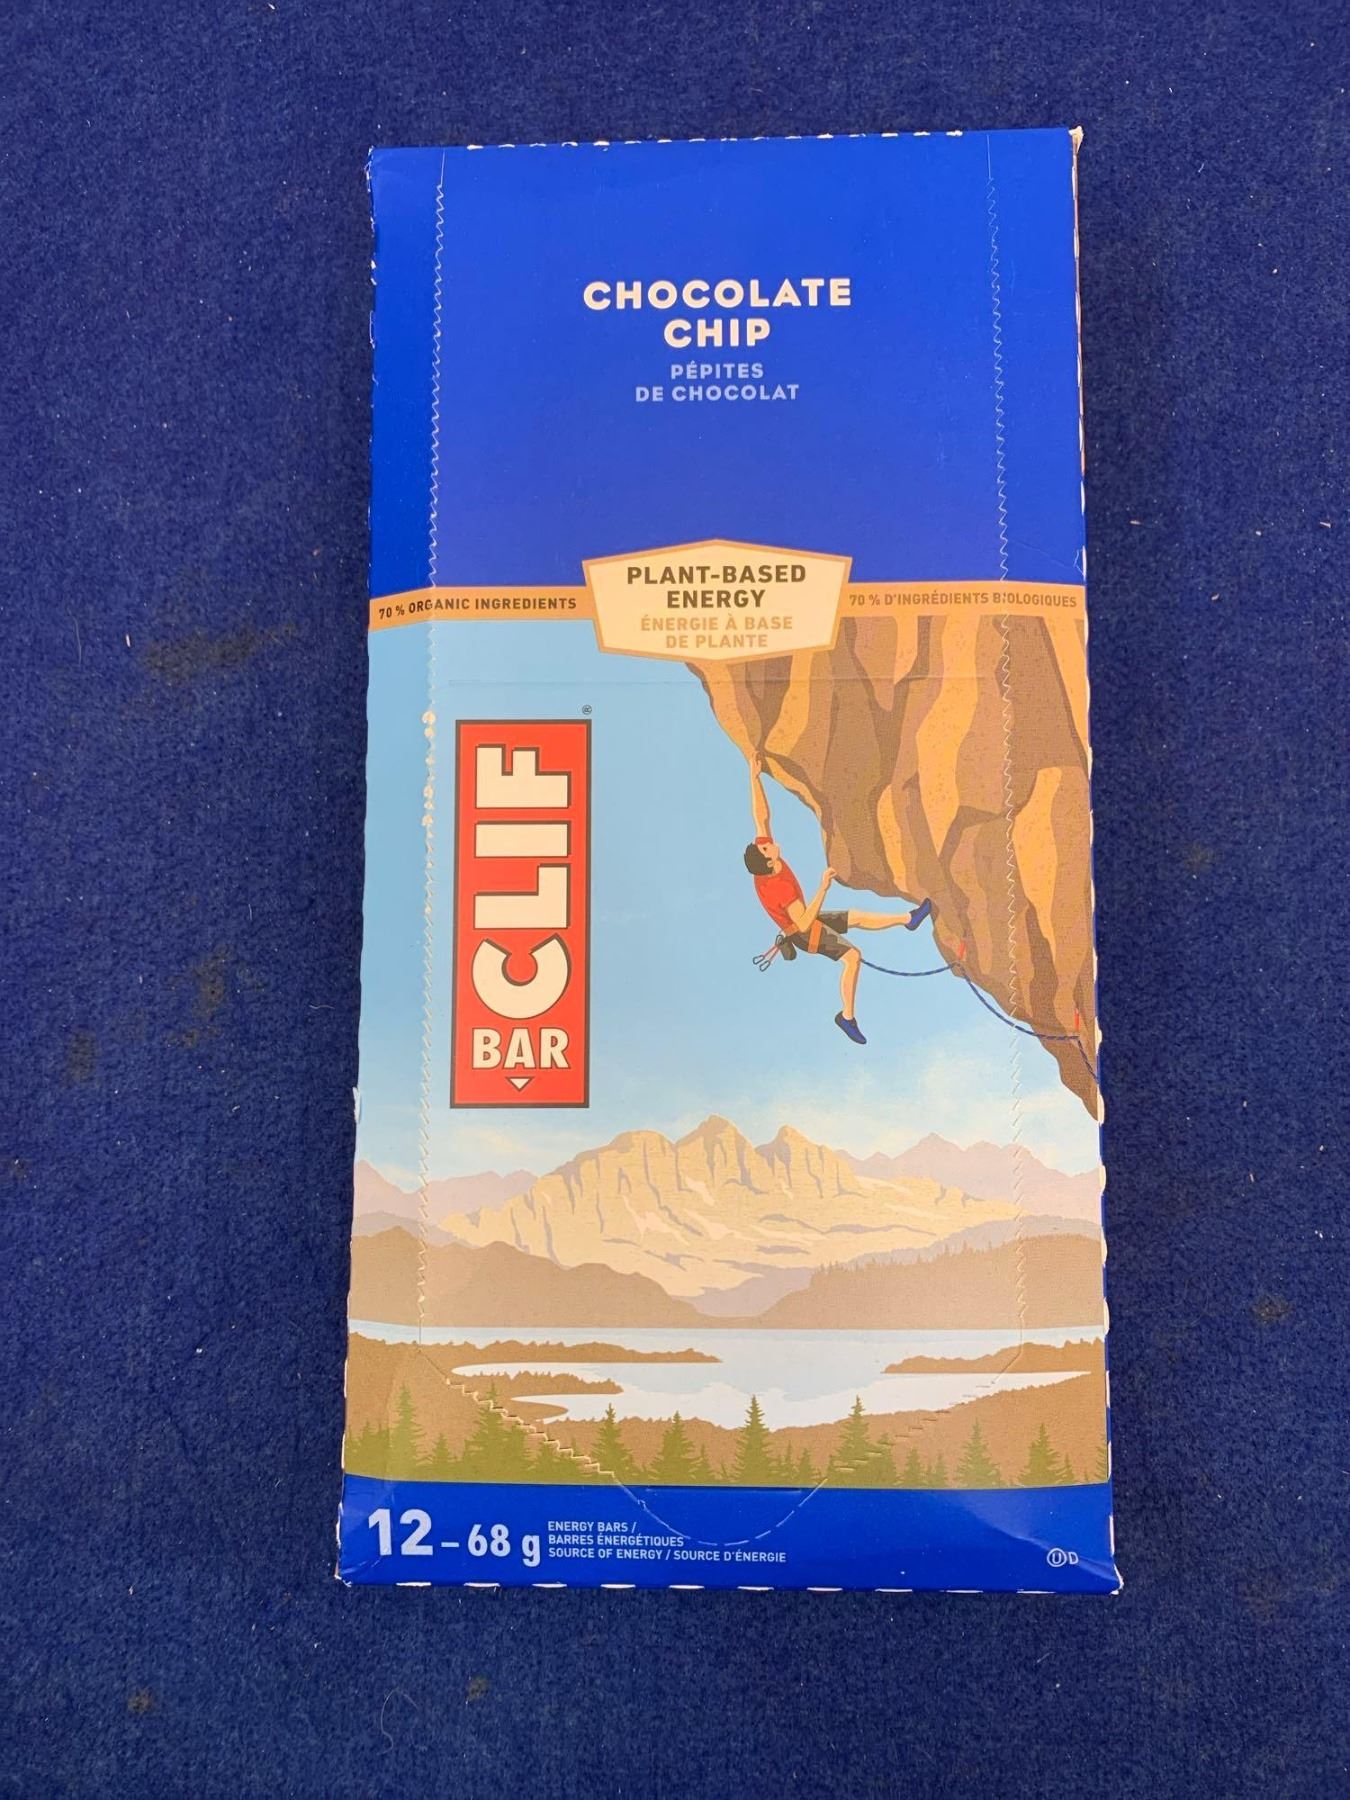 CHOCOLATE
CHIP
PÉPITES
DE CHOCOLAT
PLANT-BASED
ENERGY
ÉNERGIE À BASE
DE PLANTE
70 % ORGANIC INGREDIENTS
70 % D'INGRÉDIENTS BIOLOGIQUES
CLIF ®
BAR
12 – 68 g
ENERGY BARS /
BARRES ÉNERGÉTIQUES
SOURCE OF ENERGY / SOURCE D'ÉNERGIE
Ⓤ D